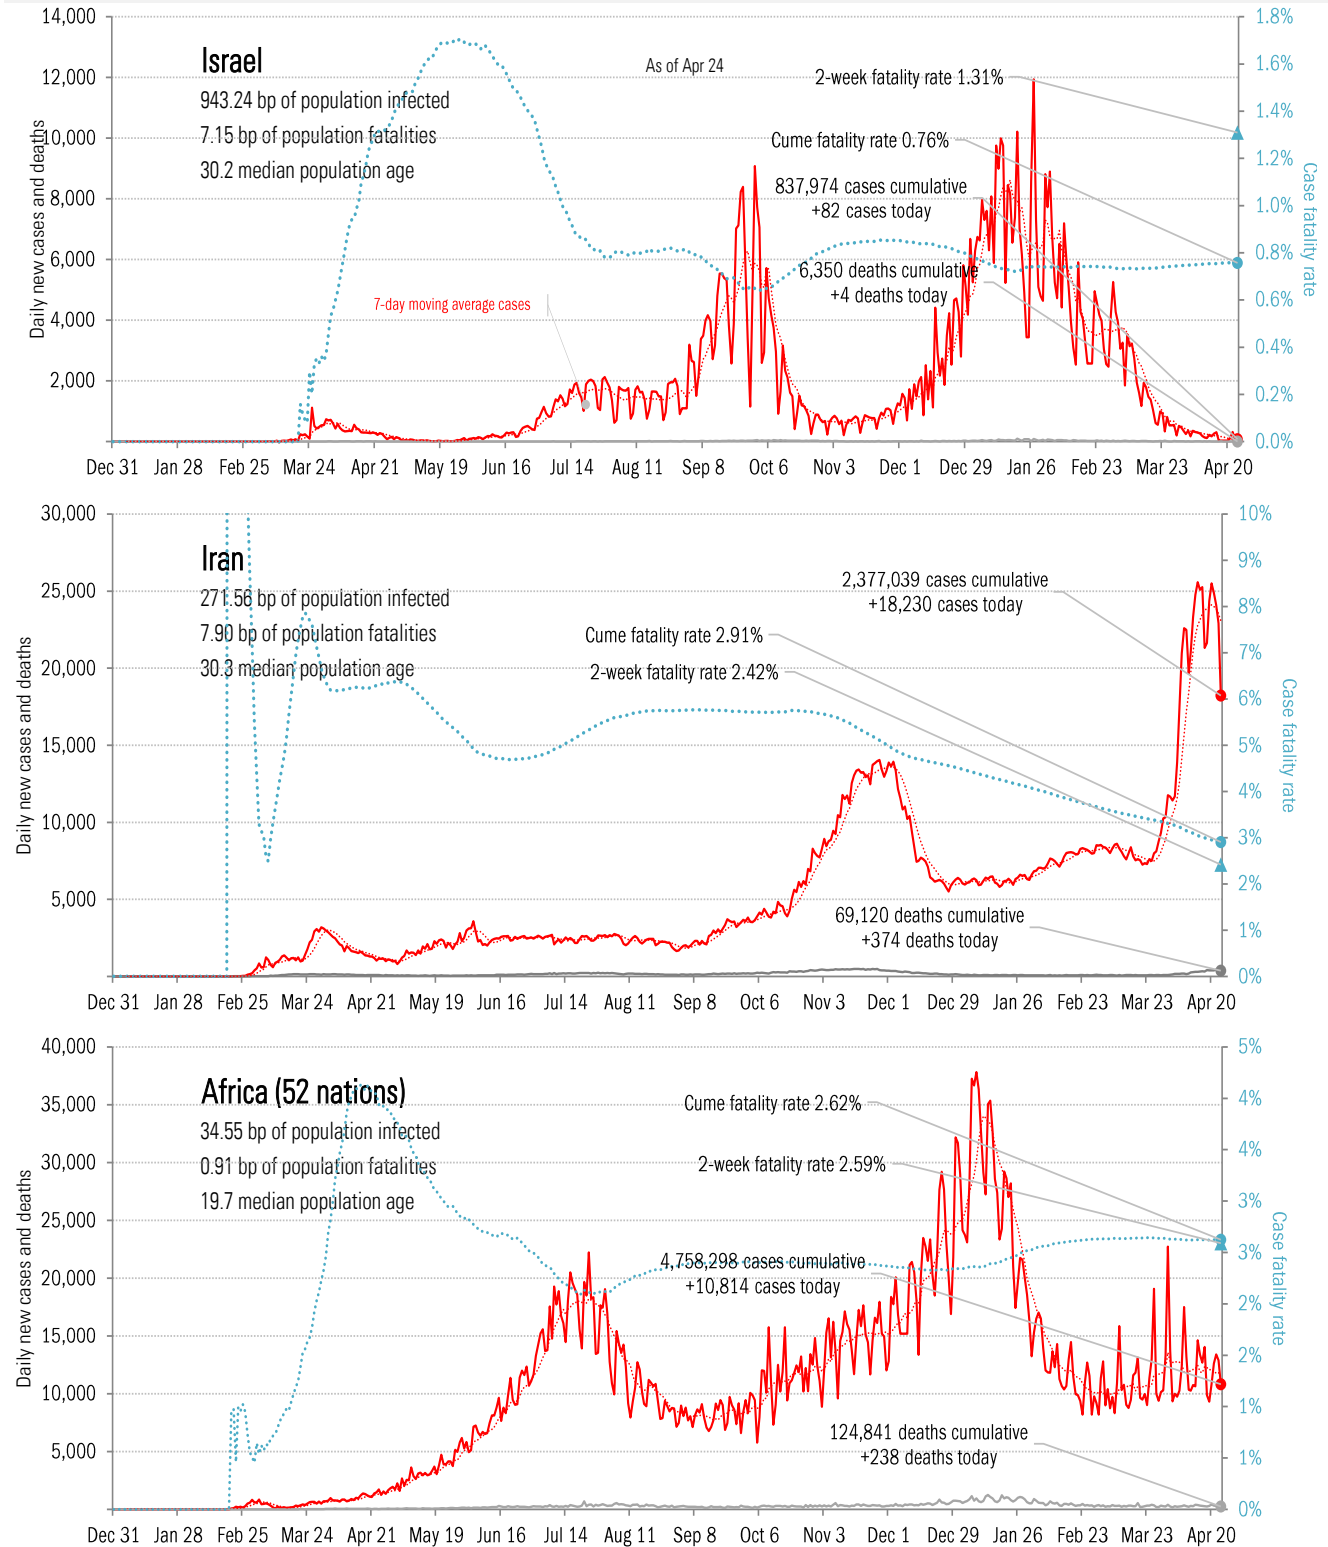 14,000
12,000
10,000
8,000
6,000
4,000
2,000
Daily new cases and deaths
Israel
943.24 bp of population infected
7.15 bp of population fatalities
30.2 median population age
As of Apr 24
2-week fatality rate 1.31%
Cume fatality rate 0.76%
837,974 cases cumulative
+82 cases today
6,350 deaths cumulative
+4 deaths today
7-day moving average cases
1.8%
1.6%
1.4%
1.2%
1.0%
0.8%
0.6%
0.4%
0.2%
0.0%
Case fatality rate
Dec 31 Jan 28 Feb 25 Mar 24 Apr 21 May 19 Jun 16 Jul 14 Aug 11 Sep 8 Oct 6 Nov 3 Dec 1 Dec 29 Jan 26 Feb 23 Mar 23 Apr 20
30,000
25,000
20,000
15,000
10,000
5,000
Daily new cases and deaths
Iran
271.56 bp of population infected
7.90 bp of population fatalities
30.3 median population age
2,377,039 cases cumulative
+18,230 cases today
Cume fatality rate 2.91%
2-week fatality rate 2.42%
69,120 deaths cumulative
+374 deaths today
10%
9%
8%
7%
6%
5%
4%
3%
2%
1%
0%
Case fatality rate
Dec 31 Jan 28 Feb 25 Mar 24 Apr 21 May 19 Jun 16 Jul 14 Aug 11 Sep 8 Oct 6 Nov 3 Dec 1 Dec 29 Jan 26 Feb 23 Mar 23 Apr 20
40,000
35,000
30,000
25,000
20,000
15,000
10,000
5,000
Daily new cases and deaths
Africa (52 nations)
34.55 bp of population infected
0.91 bp of population fatalities
19.7 median population age
Cume fatality rate 2.62%
2-week fatality rate 2.59%
4,758,298 cases cumulative
+10,814 cases today
124,841 deaths cumulative
+238 deaths today
5%
4%
4%
3%
3%
2%
2%
1%
1%
0%
Case fatality rate
Dec 31 Jan 28 Feb 25 Mar 24 Apr 21 May 19 Jun 16 Jul 14 Aug 11 Sep 8 Oct 6 Nov 3 Dec 1 Dec 29 Jan 26 Feb 23 Mar 23 Apr 20